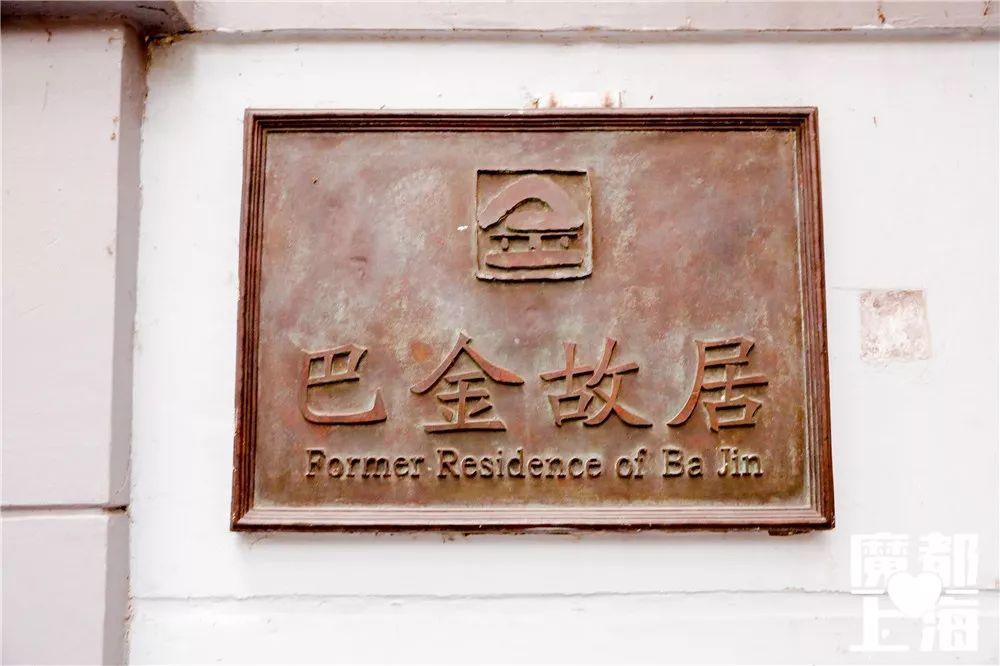 巴金故居
Former Residence of Ba Jin
魔都
上海